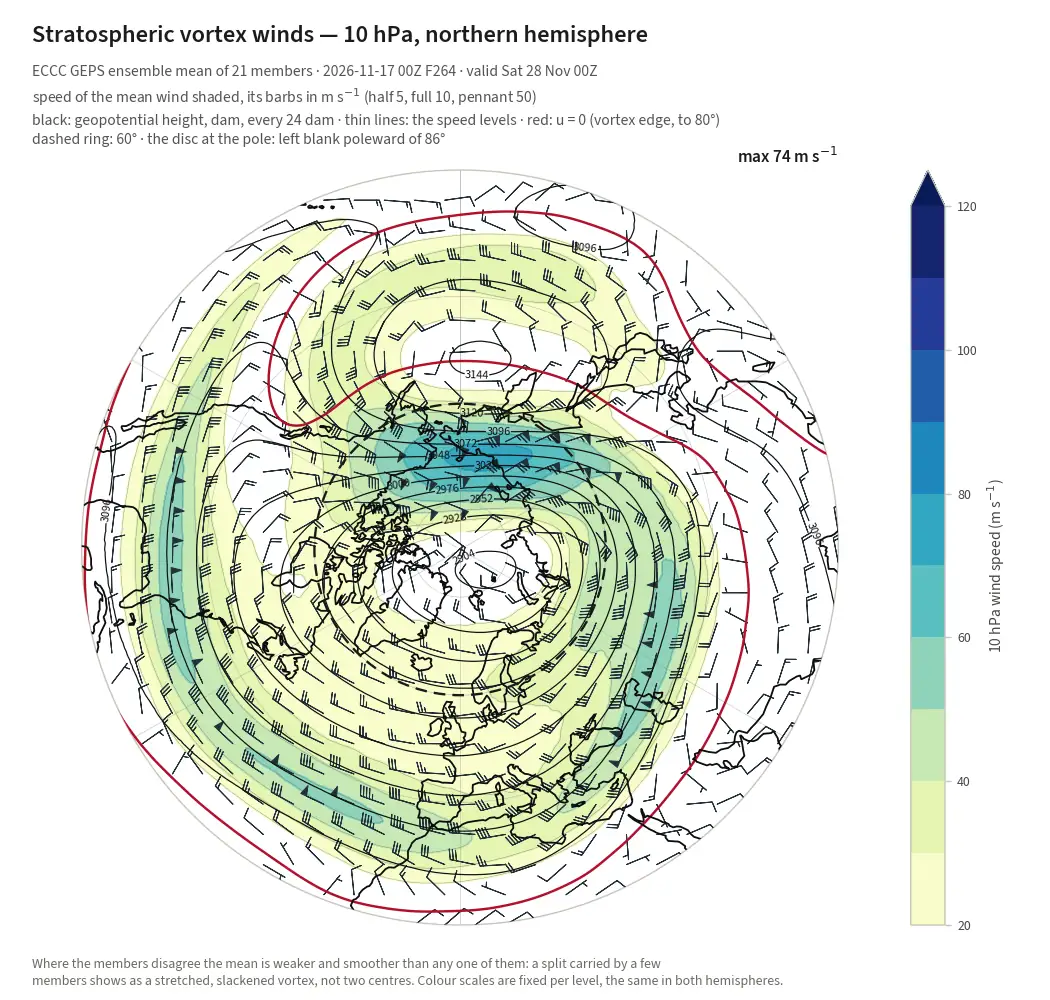 Stratospheric vortex winds — 10 hPa, northern hemisphere
ECCC GEPS ensemble mean of 21 members · 2026-11-17 00Z F264 · valid Sat 28 Nov 00Z
speed of the mean wind shaded, its barbs in m s⁻¹ (half 5, full 10, pennant 50)
black: geopotential height, dam, every 24 dam · thin lines: the speed levels · red: u = 0 (vortex edge, to 80°)
dashed ring: 60° · the disc at the pole: left blank poleward of 86°
max 74 m s⁻¹
3096
3144
3120
3096
3072
3048
3000
2976
2952
2928
2904
3096
3096
120
100
80
60
40
20
10 hPa wind speed (m s⁻¹)
Where the members disagree the mean is weaker and smoother than any one of them: a split carried by a few
members shows as a stretched, slackened vortex, not two centres. Colour scales are fixed per level, the same in both hemispheres.